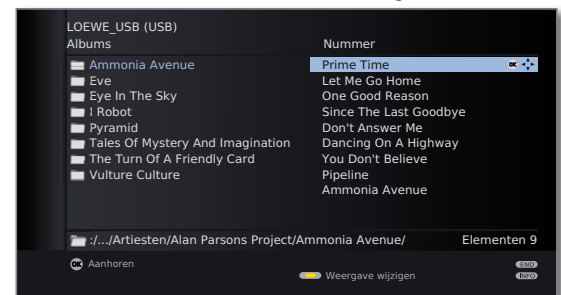 LOEWE_USB (USB)
Albums
Nummer
Ammonia Avenue
Eve
Eye In The Sky
I Robot
Pyramid
Tales Of Mystery And Imagination
The Turn Of A Friendly Card
Vulture Culture
Prime Time OK
Let Me Go Home
One Good Reason
Since The Last Goodbye
Don't Answer Me
Dancing On A Highway
You Don't Believe
Pipeline
Ammonia Avenue
:/.../Artiesten/Alan Parsons Project/Ammonia Avenue/ Elementen 9
OK Aanhoren
END
Weergave wijzigen
INFO